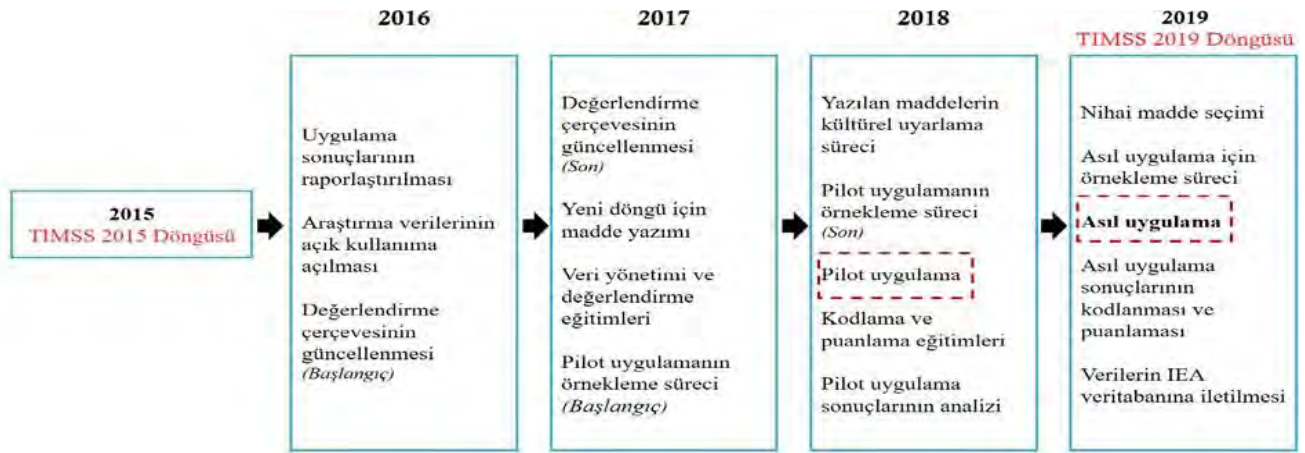 2015
TIMSS 2015 Döngüsü
2016
Uygulama
sonuçlarının
raporlaştırılması
Araştırma verilerinin
açık kullanıma
açılması
Değerlendirme
çerçevesinin
güncellenmesi
(Başlangıç)
2017
Değerlendirme
çerçevesinin
güncellenmesi
(Son)
Yeni döngü için
madde yazımı
Veri yönetimi ve
değerlendirme
eğitimleri
Pilot uygulamanın
örnekleme süreci
(Başlangıç)
2018
Yazılan maddelerin
kültürel uyarlama
süreci
Pilot uygulamanın
örnekleme süreci
(Son)
Pilot uygulama
Kodlama ve
puanlama eğitimleri
Pilot uygulama
sonuçlarının analizi
2019
TIMSS 2019 Döngüsü
Nihai madde seçimi
Asıl uygulama için
örnekleme süreci
Asıl uygulama
Asıl uygulama
sonuçlarının
kodlanması ve
puanlaması
Verilerin IEA
veritabanına iletilmesi